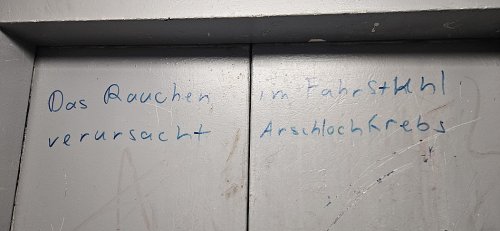 Das Rauchen im Fahrstuhl
verursacht Arschlochkrebs